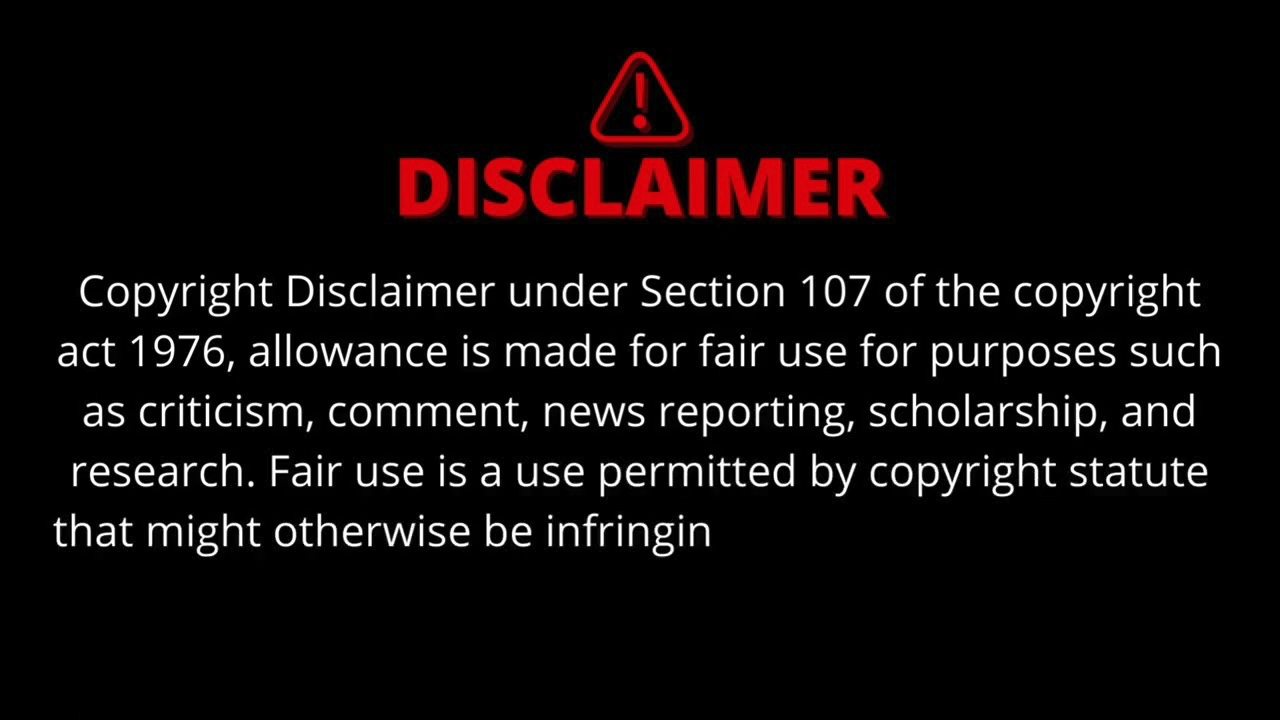 DISCLAIMER
Copyright Disclaimer under Section 107 of the copyright
act 1976, allowance is made for fair use for purposes such
as criticism, comment, news reporting, scholarship, and
research. Fair use is a use permitted by copyright statute
that might otherwise be infringin